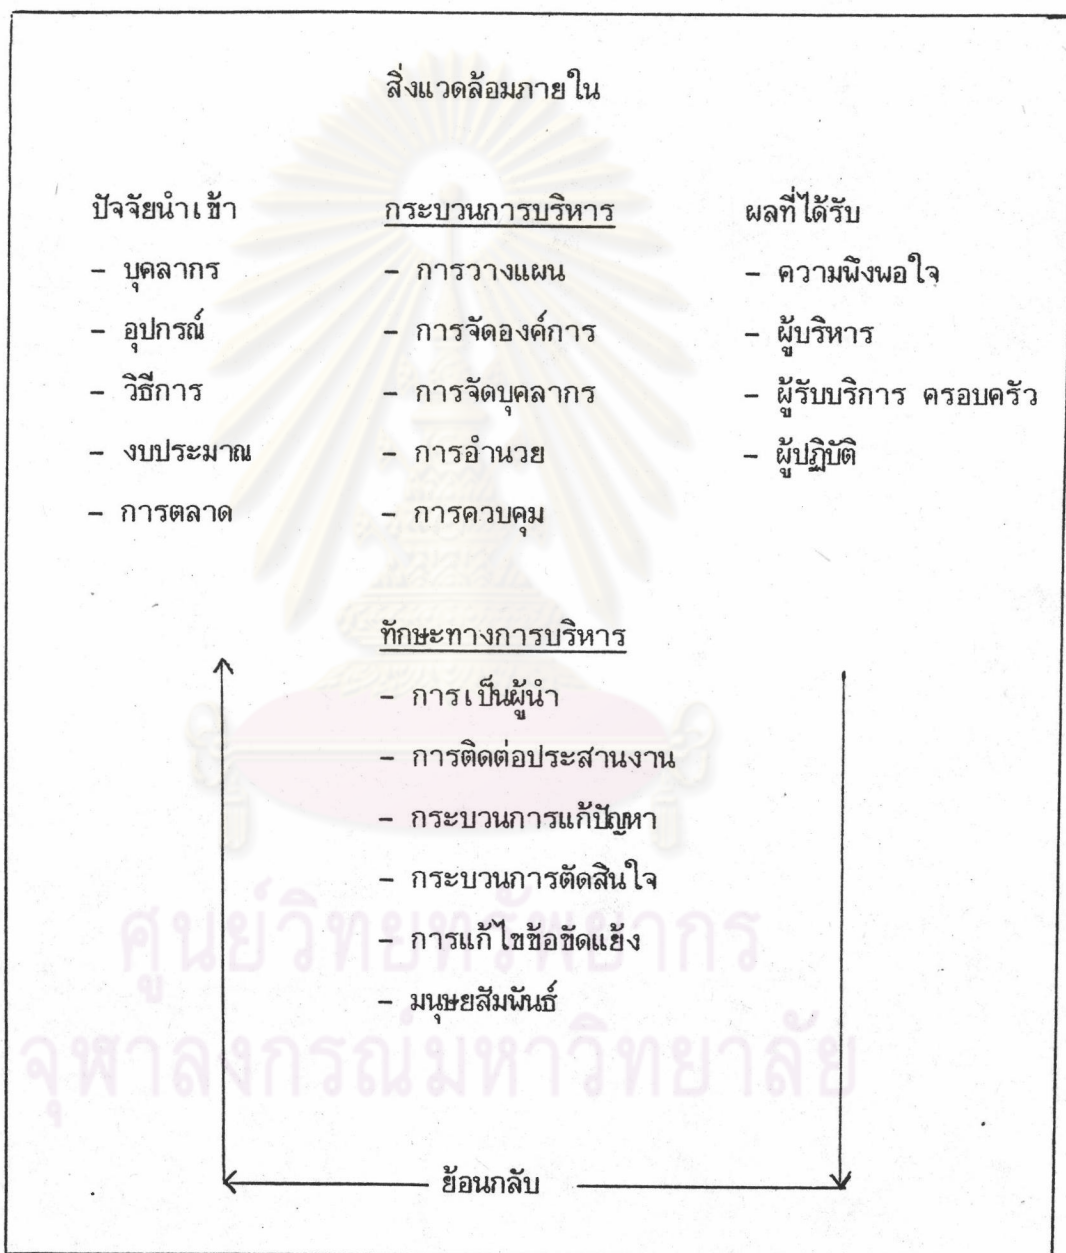 สิ่งแวดล้อมภายใน
ปัจจัยนำเข้า
- บุคลากร
- อุปกรณ์
- วิธีการ
- งบประมาณ
- การตลาด
กระบวนการบริหาร
- การวางแผน
- การจัดองค์การ
- การจัดบุคลากร
- การอำนวย
- การควบคุม
ผลที่ได้รับ
- ความพึงพอใจ
- ผู้บริหาร
- ผู้รับบริการ ครอบครัว
- ผู้ปฏิบัติ
ทักษะทางการบริหาร
- การเป็นผู้นำ
- การติดต่อประสานงาน
- กระบวนการแก้ปัญหา
- กระบวนการตัดสินใจ
- การแก้ไขข้อขัดแย้ง
- มนุษยสัมพันธ์
ย้อนกลับ
ศูนย์วิทยทรัพยากร
จุฬาลงกรณ์มหาวิทยาลัย